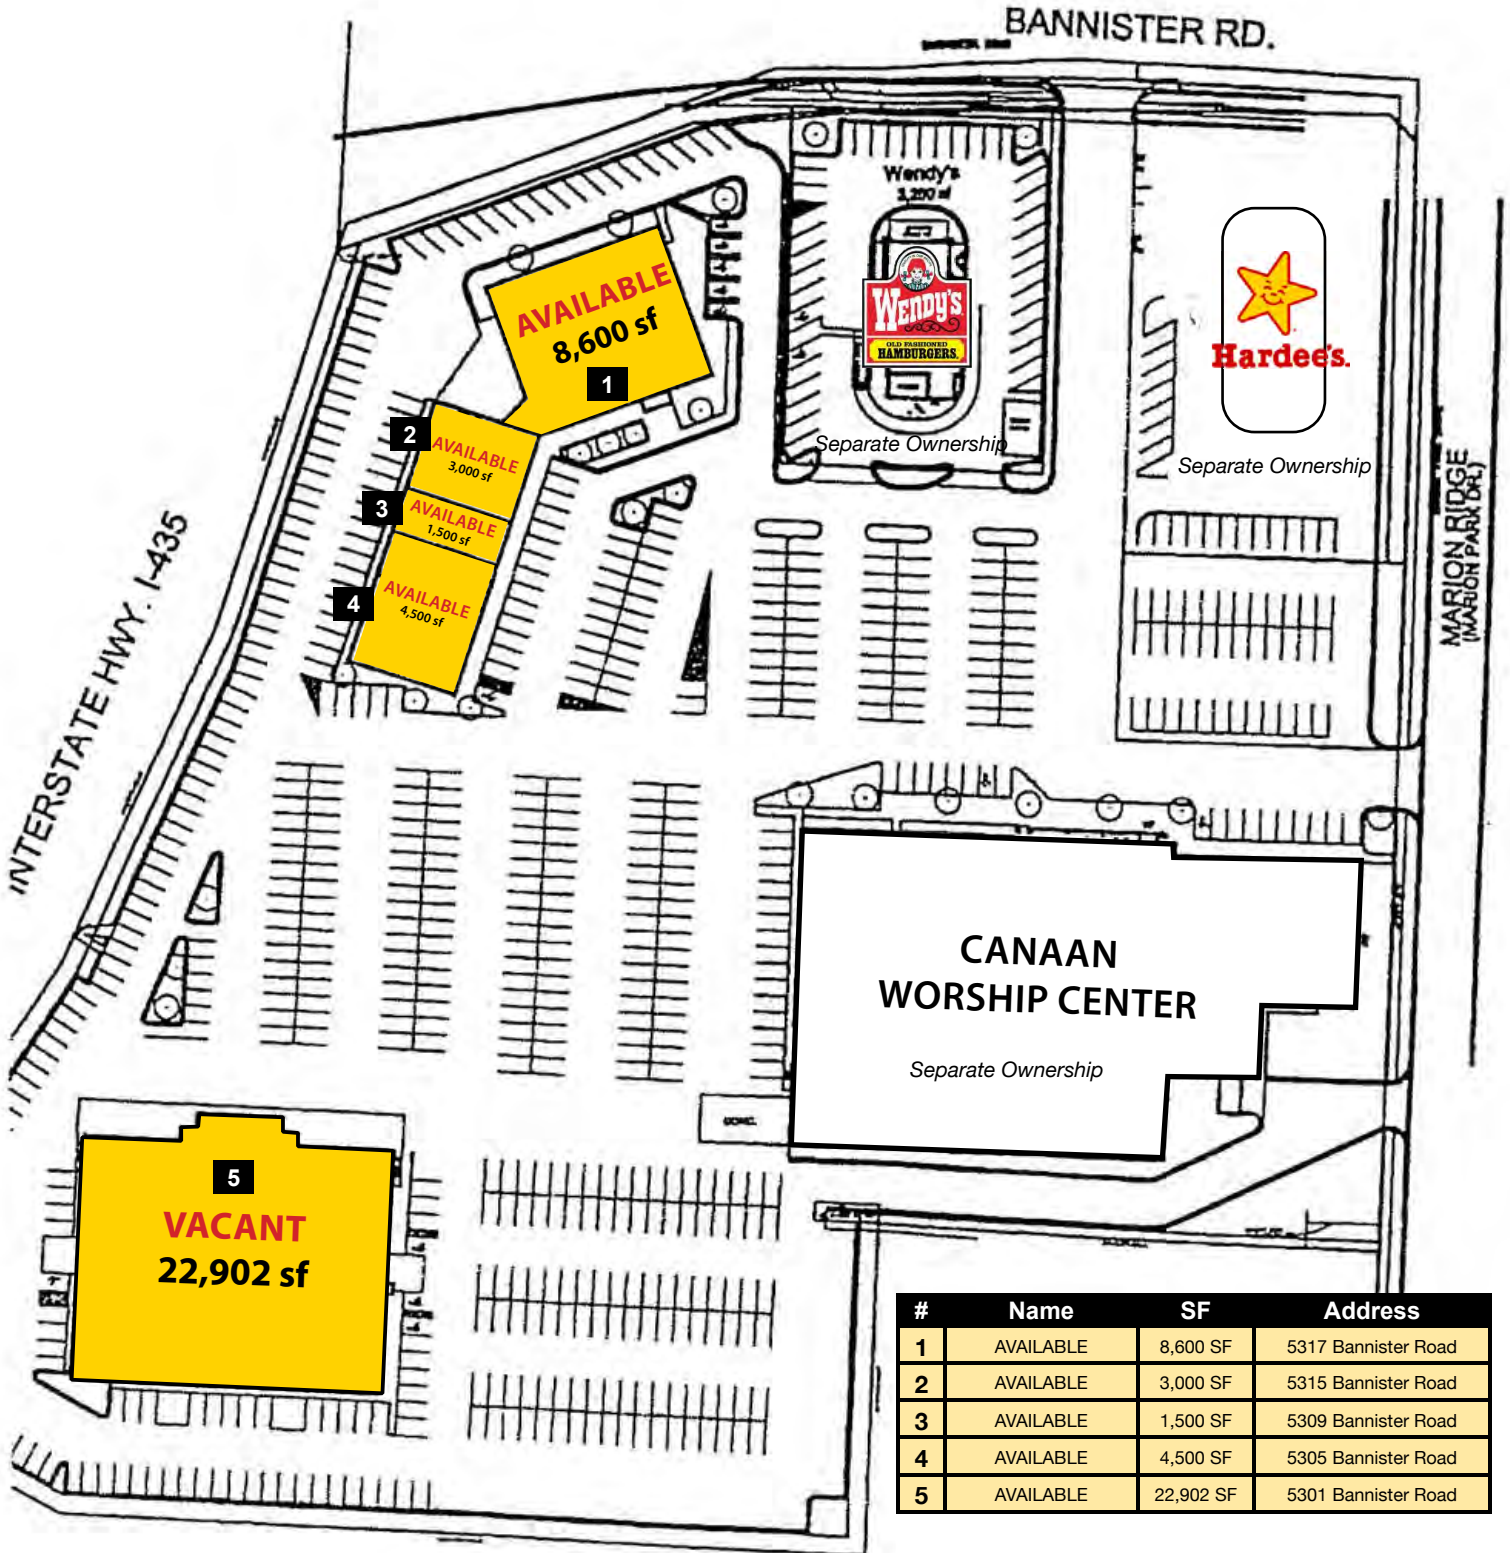 BANNISTER RD.
Wendy's
3,200 sf
WENDY'S
OLD FASHIONED
HAMBURGERS.
Separate Ownership
Hardee's.
Separate Ownership
AVAILABLE
8,600 sf
1
2
AVAILABLE
3,000 sf
3
AVAILABLE
1,500 sf
4
AVAILABLE
4,500 sf
INTERSTATE HWY. I-435
MARION RIDGE
(MARION PARK DR.)
CANAAN
WORSHIP CENTER
Separate Ownership
CONC.
5
VACANT
22,902 sf
# Name SF Address
1 AVAILABLE 8,600 SF 5317 Bannister Road
2 AVAILABLE 3,000 SF 5315 Bannister Road
3 AVAILABLE 1,500 SF 5309 Bannister Road
4 AVAILABLE 4,500 SF 5305 Bannister Road
5 AVAILABLE 22,902 SF 5301 Bannister Road